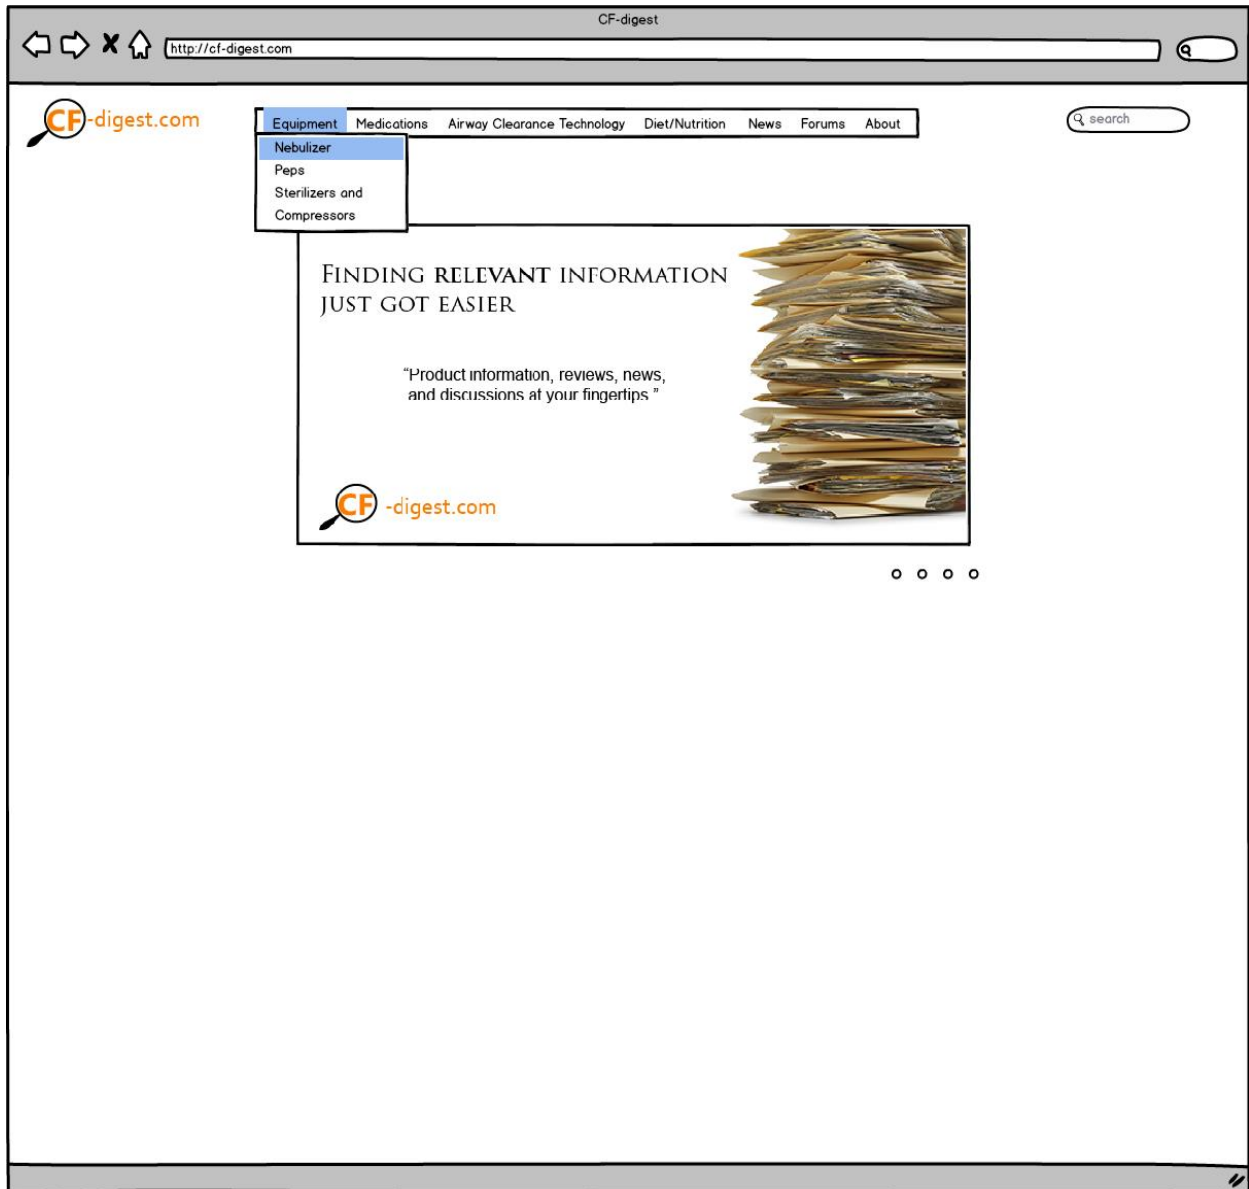 CF-digest
http://cf-digest.com
CF-digest.com
Equipment Medications Airway Clearance Technology Diet/Nutrition News Forums About
search
Nebulizer
Peps
Sterilizers and
Compressors
FINDING RELEVANT INFORMATION
JUST GOT EASIER
“Product information, reviews, news,
and discussions at your fingertips ”
CF -digest.com